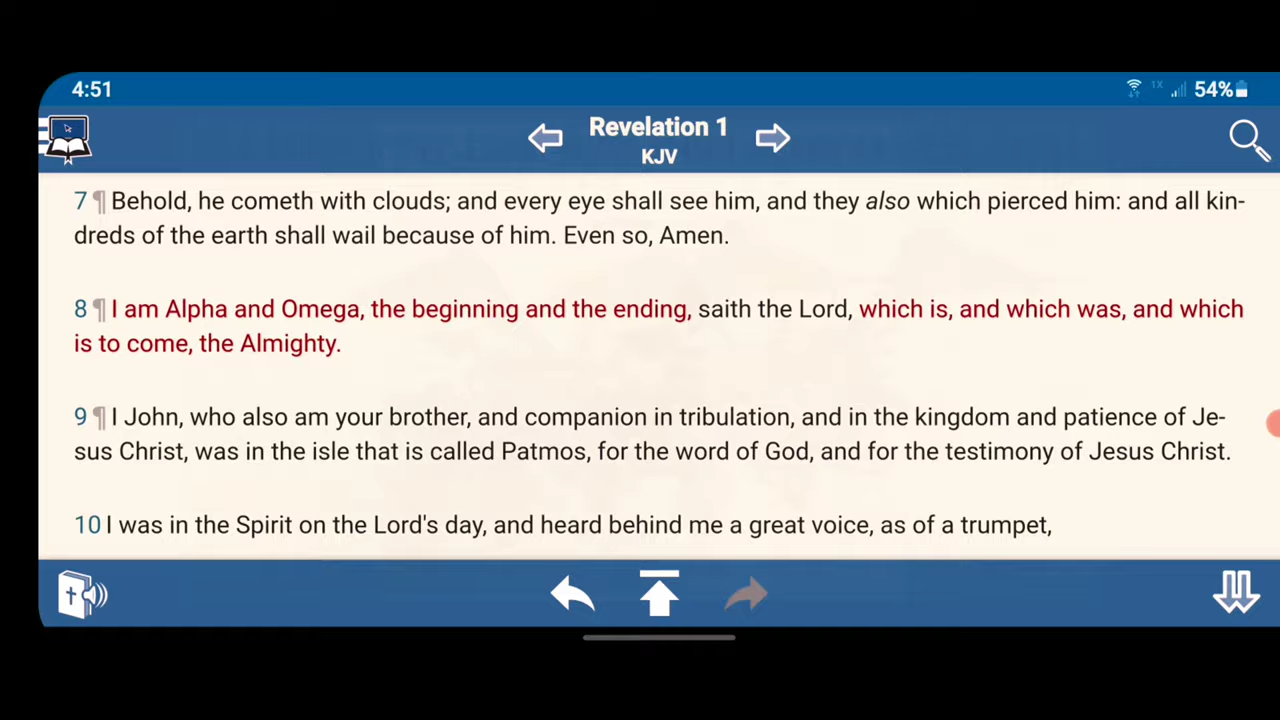 4:51
1X
54%
Revelation 1
KJV
7 ¶ Behold, he cometh with clouds; and every eye shall see him, and they also which pierced him: and all kin-
dreds of the earth shall wail because of him. Even so, Amen.
8 ¶ I am Alpha and Omega, the beginning and the ending, saith the Lord, which is, and which was, and which
is to come, the Almighty.
9 ¶ I John, who also am your brother, and companion in tribulation, and in the kingdom and patience of Je-
sus Christ, was in the isle that is called Patmos, for the word of God, and for the testimony of Jesus Christ.
10 I was in the Spirit on the Lord's day, and heard behind me a great voice, as of a trumpet,